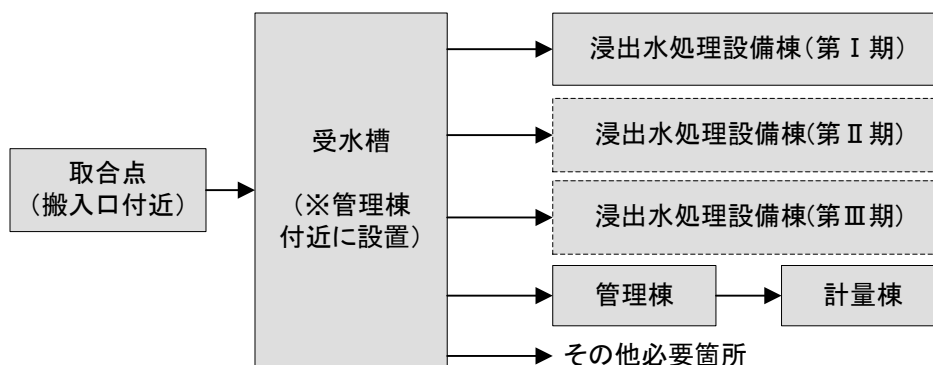 浸出水処理設備棟（第Ⅰ期）
浸出水処理設備棟（第Ⅱ期）
取合点
（搬入口付近）
受水槽
（※管理棟
付近に設置）
浸出水処理設備棟（第Ⅲ期）
管理棟
計量棟
その他必要箇所